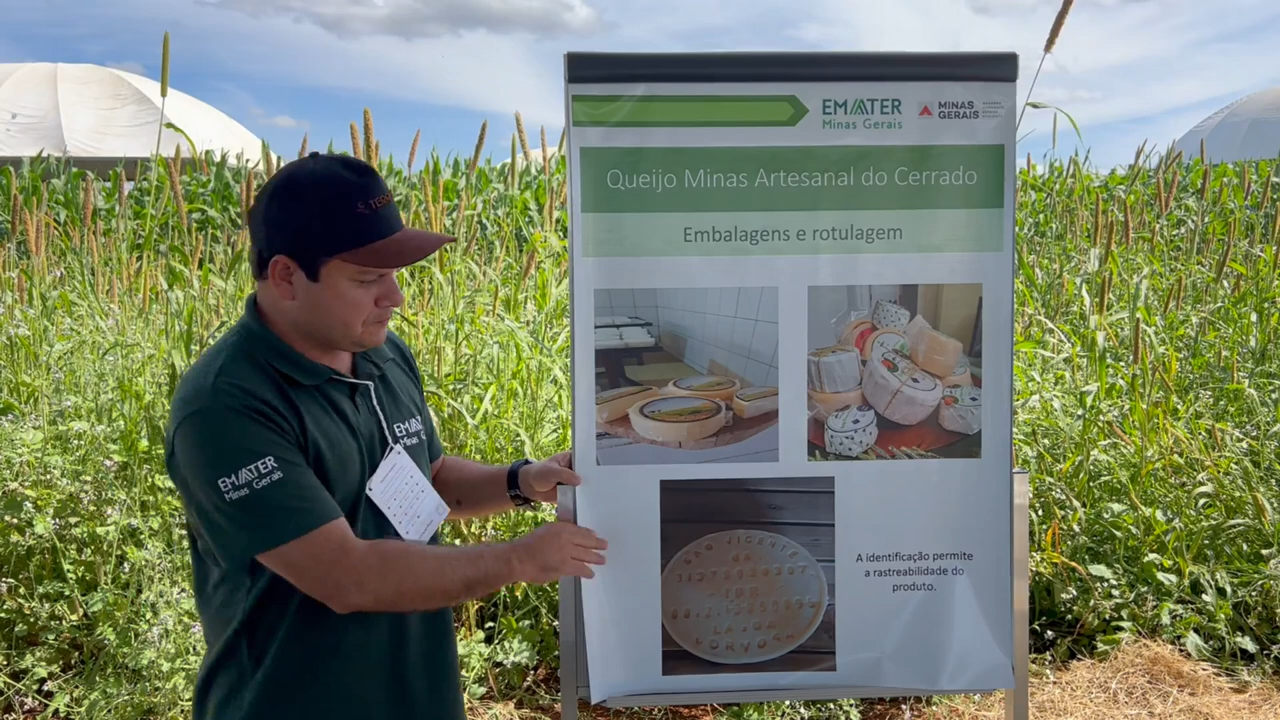 EMATER
Minas Gerais
MINAS
GERAIS
Queijo Minas Artesanal do Cerrado
Embalagens e rotulagem
A identificação permite
a rastreabilidade do
produto.
EMATER
Minas Gerais
Minas Gerais